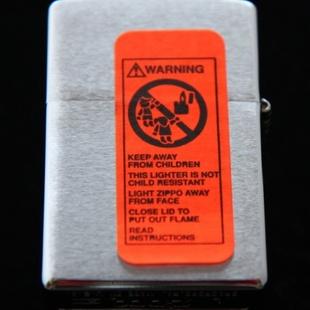 WARNING
KEEP AWAY
FROM CHILDREN
THIS LIGHTER IS NOT
CHILD RESISTANT
LIGHT ZIPPO AWAY
FROM FACE
CLOSE LID TO
PUT OUT FLAME
READ
INSTRUCTIONS